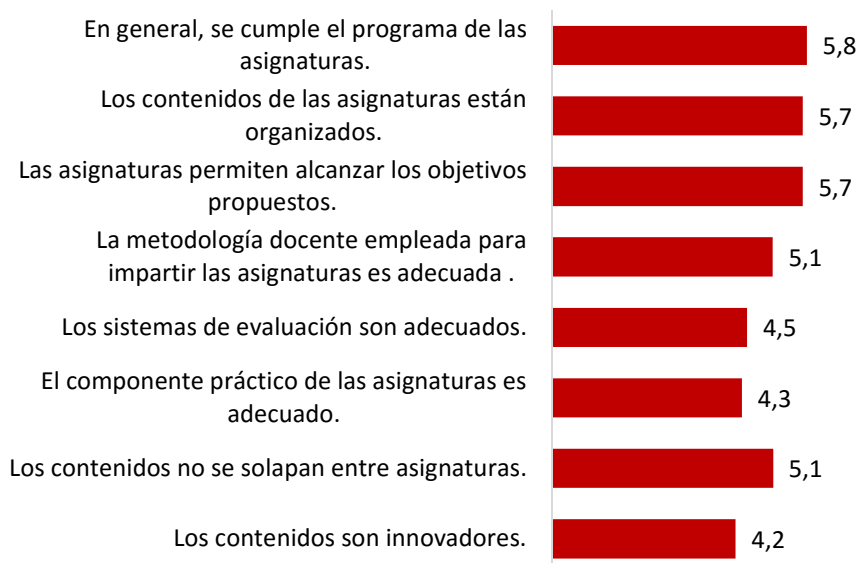 En general, se cumple el programa de las
asignaturas.
5,8
Los contenidos de las asignaturas están
organizados.
5,7
Las asignaturas permiten alcanzar los objetivos
propuestos.
5,7
La metodología docente empleada para
impartir las asignaturas es adecuada .
5,1
Los sistemas de evaluación son adecuados.
4,5
El componente práctico de las asignaturas es
adecuado.
4,3
Los contenidos no se solapan entre asignaturas.
5,1
Los contenidos son innovadores.
4,2